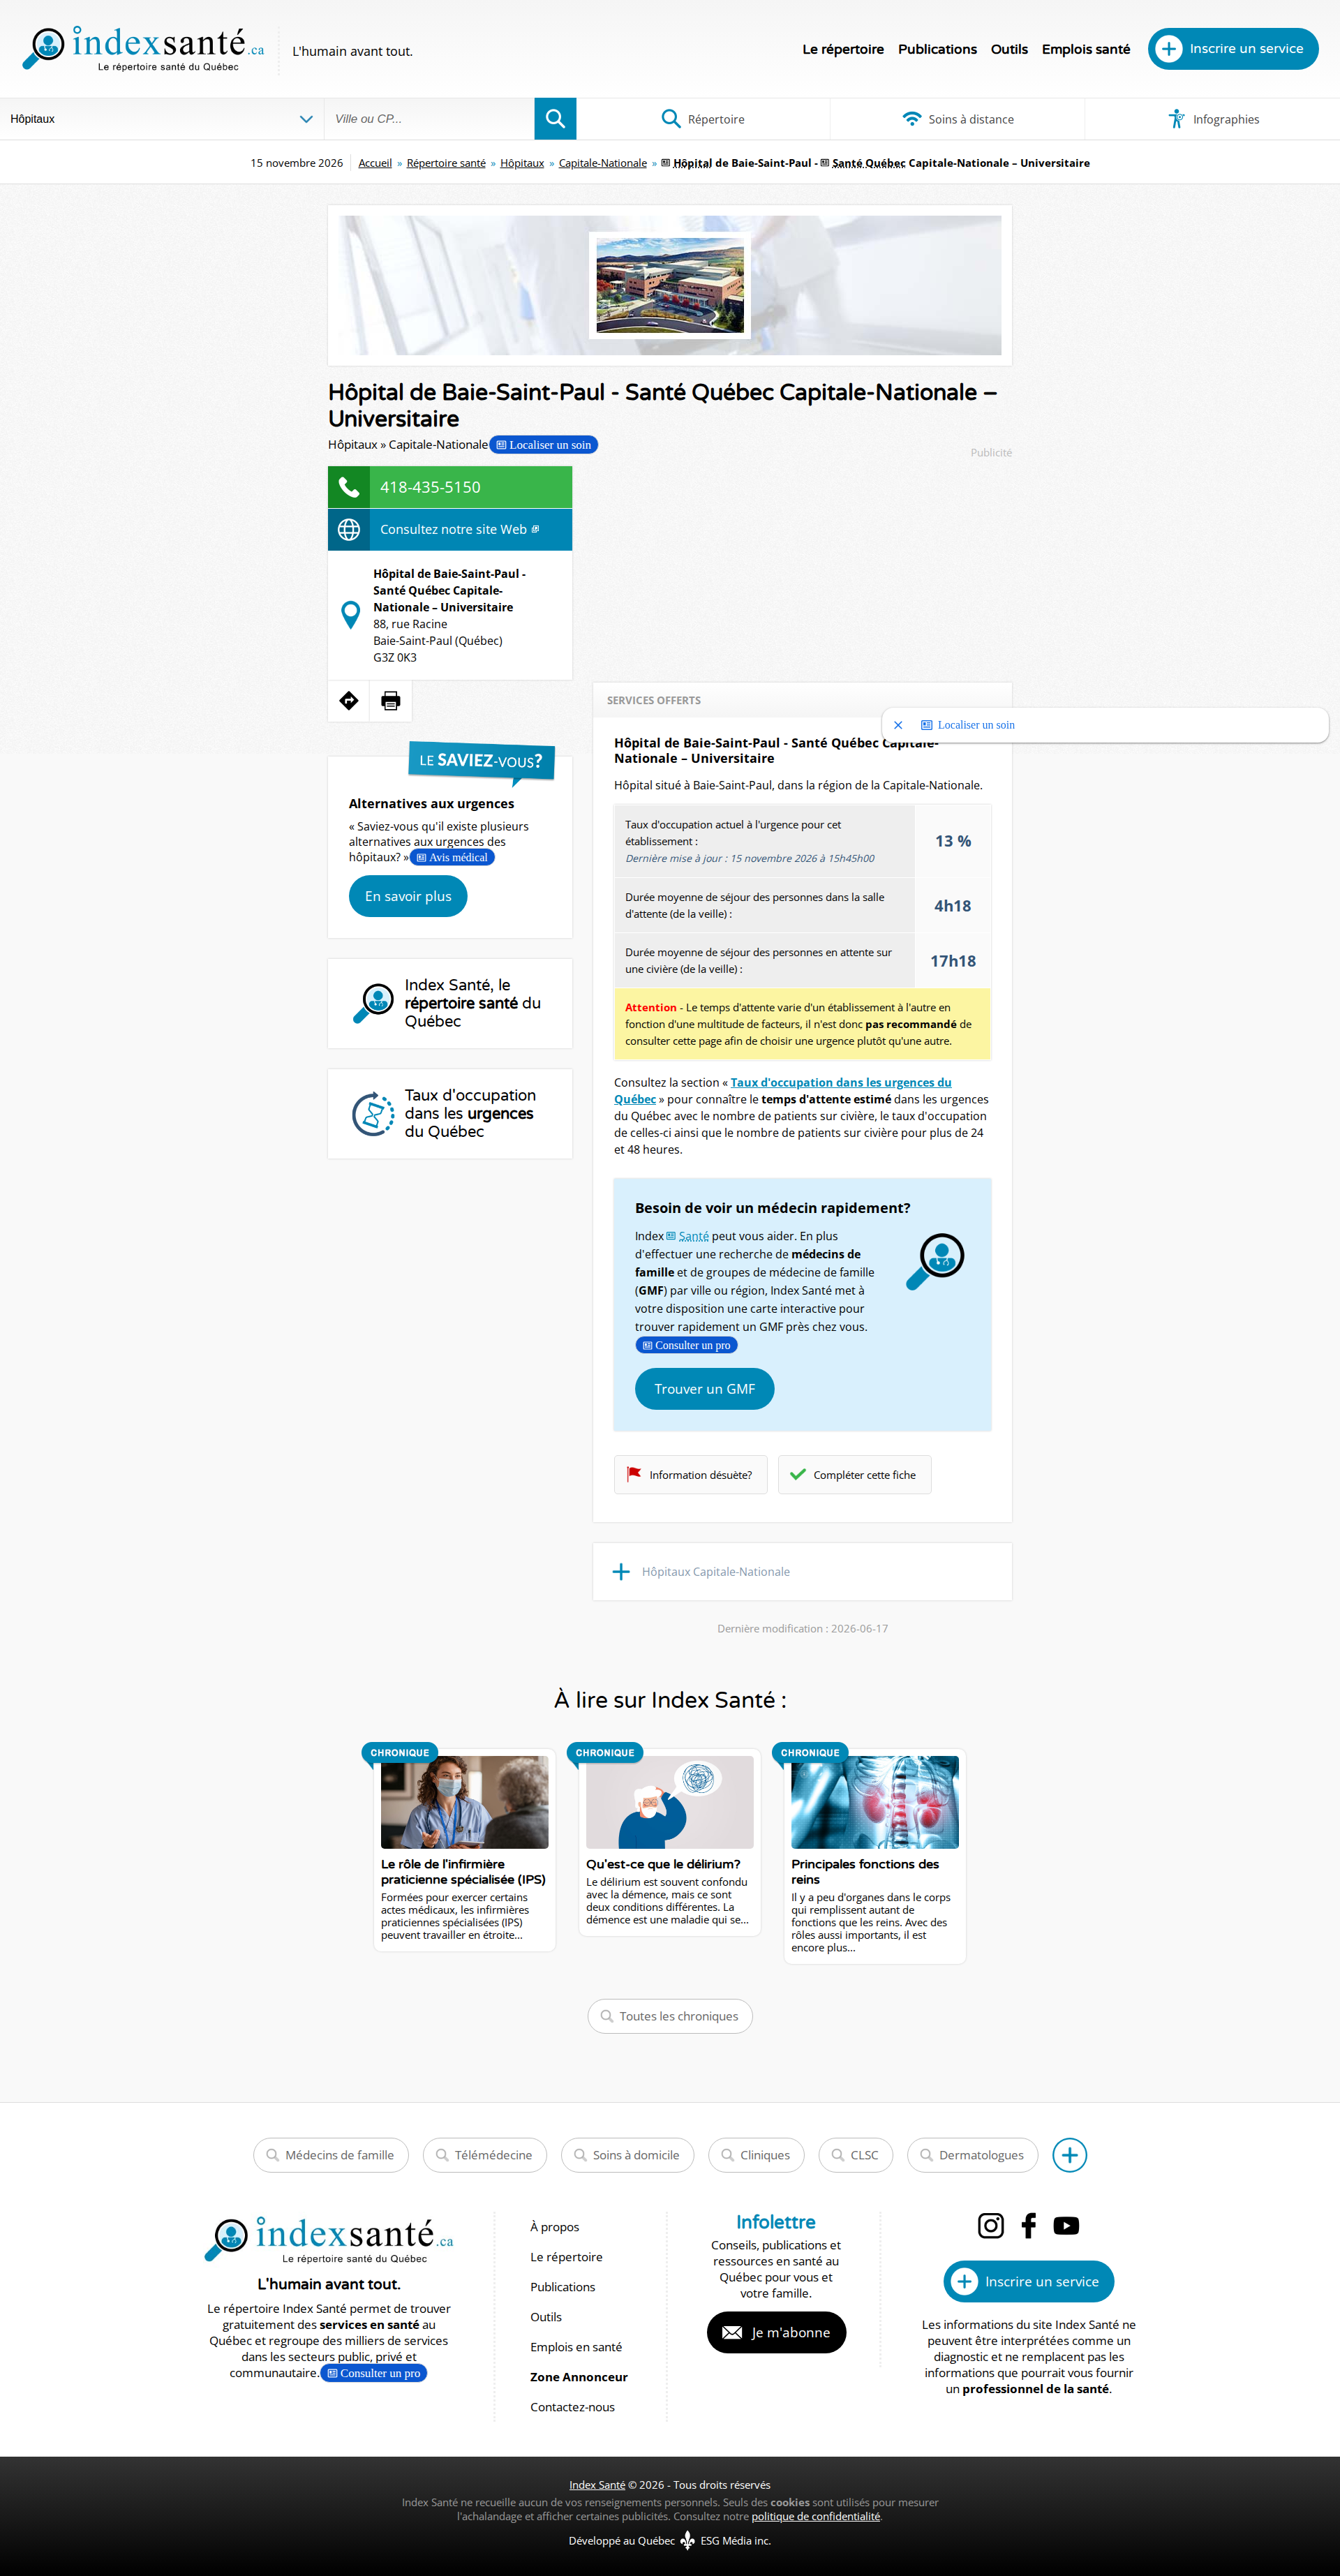 indexsanté.ca
Le répertoire santé du Québec
L'humain avant tout.
Le répertoire
Publications
Outils
Emplois santé
Inscrire un service
Hôpitaux
Ville ou CP...
Répertoire
Soins à distance
Infographies
15 novembre 2026 Accueil » Répertoire santé » Hôpitaux » Capitale-Nationale » Hôpital de Baie-Saint-Paul - Santé Québec Capitale-Nationale – Universitaire
Hôpital de Baie-Saint-Paul - Santé Québec Capitale-Nationale –
Universitaire
Hôpitaux » Capitale-Nationale Localiser un soin
Publicité
418-435-5150
Consultez notre site Web
Hôpital de Baie-Saint-Paul -
Santé Québec Capitale-
Nationale – Universitaire
88, rue Racine
Baie-Saint-Paul (Québec)
G3Z 0K3
LE SAVIEZ-VOUS?
Alternatives aux urgences
« Saviez-vous qu'il existe plusieurs
alternatives aux urgences des
hôpitaux? » Avis médical
En savoir plus
Index Santé, le
répertoire santé du
Québec
Taux d'occupation
dans les urgences
du Québec
SERVICES OFFERTS
Localiser un soin
Hôpital de Baie-Saint-Paul - Santé Québec Capitale-
Nationale – Universitaire
Hôpital situé à Baie-Saint-Paul, dans la région de la Capitale-Nationale.
Taux d'occupation actuel à l'urgence pour cet
établissement :
Dernière mise à jour : 15 novembre 2026 à 15h45h00
13 %
Durée moyenne de séjour des personnes dans la salle
d'attente (de la veille) :
4h18
Durée moyenne de séjour des personnes en attente sur
une civière (de la veille) :
17h18
Attention - Le temps d'attente varie d'un établissement à l'autre en
fonction d'une multitude de facteurs, il n'est donc pas recommandé de
consulter cette page afin de choisir une urgence plutôt qu'une autre.
Consultez la section « Taux d'occupation dans les urgences du
Québec » pour connaître le temps d'attente estimé dans les urgences
du Québec avec le nombre de patients sur civière, le taux d'occupation
de celles-ci ainsi que le nombre de patients sur civière pour plus de 24
et 48 heures.
Besoin de voir un médecin rapidement?
Index Santé peut vous aider. En plus
d'effectuer une recherche de médecins de
famille et de groupes de médecine de famille
(GMF) par ville ou région, Index Santé met à
votre disposition une carte interactive pour
trouver rapidement un GMF près chez vous.
Consulter un pro
Trouver un GMF
Information désuète?
Compléter cette fiche
Hôpitaux Capitale-Nationale
Dernière modification : 2026-06-17
À lire sur Index Santé :
CHRONIQUE
Le rôle de l'infirmière
praticienne spécialisée (IPS)
Formées pour exercer certains
actes médicaux, les infirmières
praticiennes spécialisées (IPS)
peuvent travailler en étroite...
CHRONIQUE
Qu'est-ce que le délirium?
Le délirium est souvent confondu
avec la démence, mais ce sont
deux conditions différentes. La
démence est une maladie qui se...
CHRONIQUE
Principales fonctions des
reins
Il y a peu d'organes dans le corps
qui remplissent autant de
fonctions que les reins. Avec des
rôles aussi importants, il est
encore plus...
Toutes les chroniques
Médecins de famille
Télémédecine
Soins à domicile
Cliniques
CLSC
Dermatologues
indexsanté.ca
Le répertoire santé du Québec
L'humain avant tout.
Le répertoire Index Santé permet de trouver
gratuitement des services en santé au
Québec et regroupe des milliers de services
dans les secteurs public, privé et
communautaire. Consulter un pro
À propos
Le répertoire
Publications
Outils
Emplois en santé
Zone Annonceur
Contactez-nous
Infolettre
Conseils, publications et
ressources en santé au
Québec pour vous et
votre famille.
Je m'abonne
Inscrire un service
Les informations du site Index Santé ne
peuvent être interprétées comme un
diagnostic et ne remplacent pas les
informations que pourrait vous fournir
un professionnel de la santé.
Index Santé © 2026 - Tous droits réservés
Index Santé ne recueille aucun de vos renseignements personnels. Seuls des cookies sont utilisés pour mesurer
l'achalandage et afficher certaines publicités. Consultez notre politique de confidentialité.
Développé au Québec ESG Média inc.